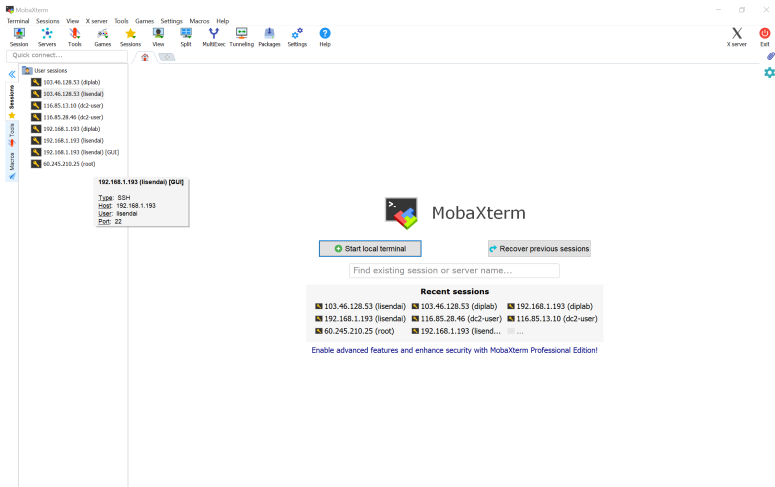 MobaXterm
Terminal Sessions View X server Tools Games Settings Macros Help
Session Servers Tools Games Sessions View Split MultiExec Tunneling Packages Settings Help X server Exit
Quick connect...
Sessions
Tools
Macros
User sessions
103.46.128.53 (diplab)
103.46.128.53 (lisendai)
116.85.13.10 (dc2-user)
116.85.28.46 (dc2-user)
192.168.1.193 (diplab)
192.168.1.193 (lisendai)
192.168.1.193 (lisendai) [GUI]
60.245.210.25 (root)
192.168.1.193 (lisendai) [GUI]
Type: SSH
Host: 192.168.1.193
User: lisendai
Port: 22
MobaXterm
Start local terminal Recover previous sessions
Find existing session or server name...
Recent sessions
103.46.128.53 (lisendai) 103.46.128.53 (diplab) 192.168.1.193 (diplab)
192.168.1.193 (lisendai) 116.85.28.46 (dc2-user) 116.85.13.10 (dc2-user)
60.245.210.25 (root) 192.168.1.193 (lisend... ...
Enable advanced features and enhance security with MobaXterm Professional Edition!